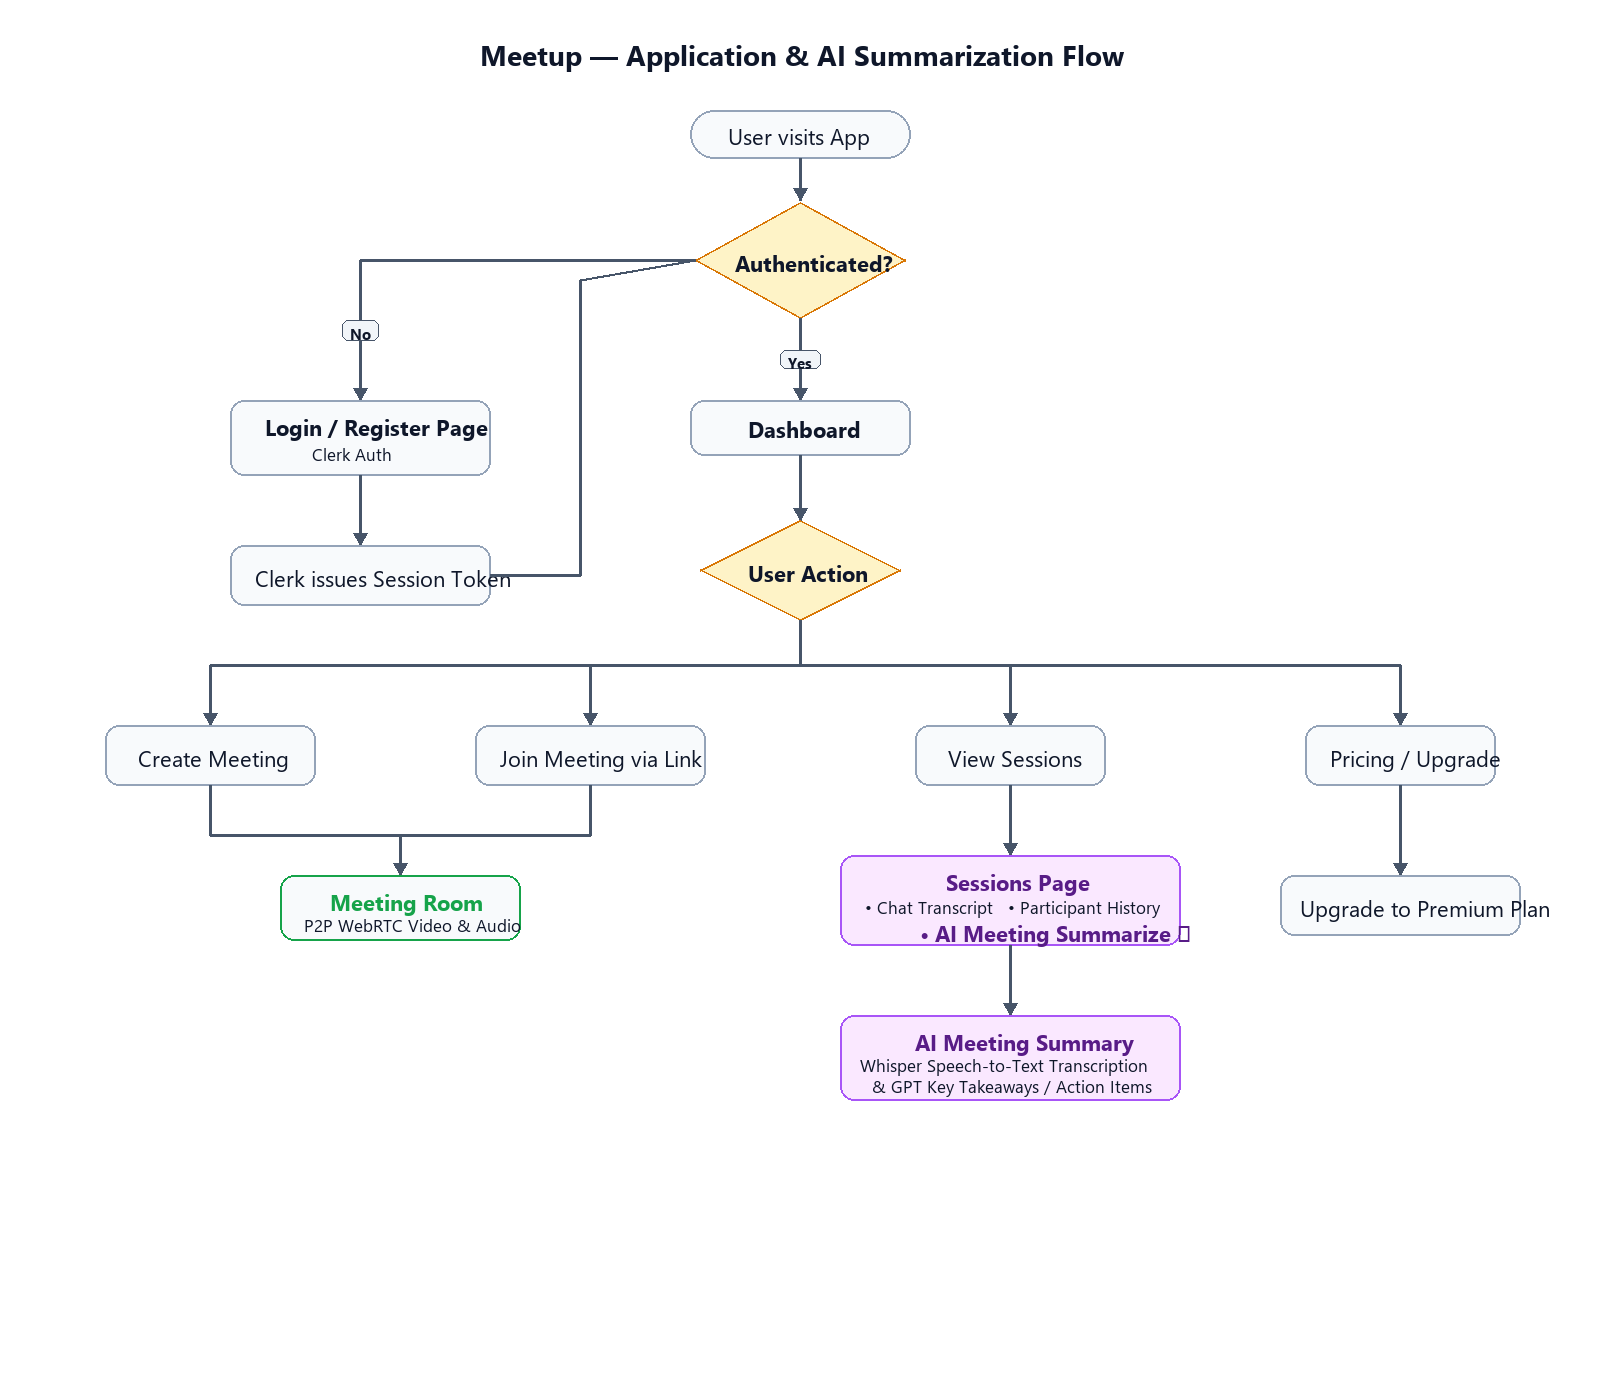 Meetup — Application & AI Summarization Flow
User visits App
Authenticated?
No
Yes
Login / Register Page
Clerk Auth
Dashboard
Clerk issues Session Token
User Action
Create Meeting
Join Meeting via Link
View Sessions
Pricing / Upgrade
Meeting Room
P2P WebRTC Video & Audio
Sessions Page
• Chat Transcript • Participant History
• AI Meeting Summarize
Upgrade to Premium Plan
AI Meeting Summary
Whisper Speech-to-Text Transcription
& GPT Key Takeaways / Action Items